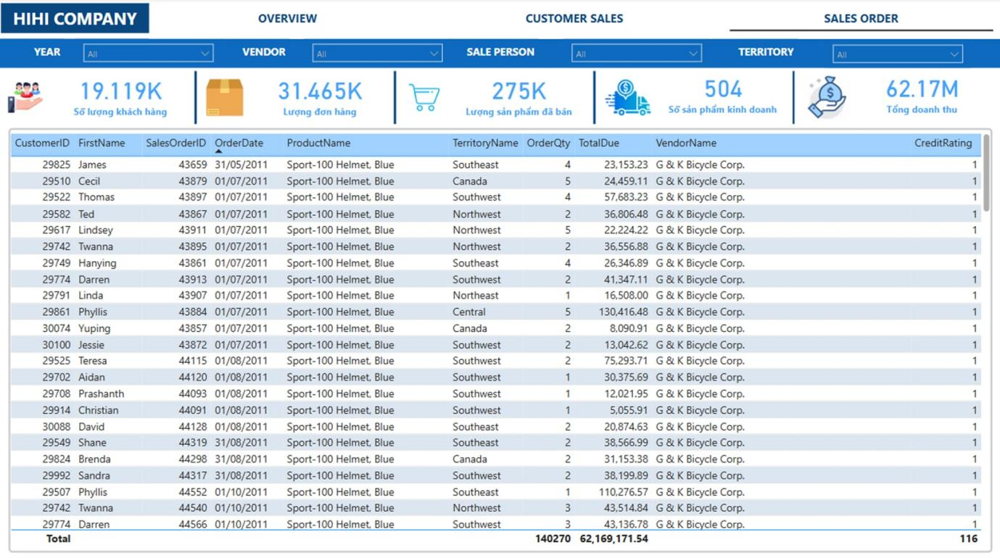 HIHI COMPANY OVERVIEW CUSTOMER SALES SALES ORDER
YEAR All VENDOR All SALE PERSON All TERRITORY All
19.119K 31.465K 275K 504 62.17M
Số lượng khách hàng Lượng đơn hàng Lượng sản phẩm đã bán Số sản phẩm kinh doanh Tổng doanh thu
CustomerID FirstName SalesOrderID OrderDate ProductName TerritoryName OrderQty TotalDue VendorName CreditRating
29825 James 43659 31/05/2011 Sport-100 Helmet, Blue Southeast 4 23,153.23 G & K Bicycle Corp. 1
29510 Cecil 43879 01/07/2011 Sport-100 Helmet, Blue Canada 5 24,459.11 G & K Bicycle Corp. 1
29522 Thomas 43897 01/07/2011 Sport-100 Helmet, Blue Southwest 4 57,683.23 G & K Bicycle Corp. 1
29582 Ted 43867 01/07/2011 Sport-100 Helmet, Blue Northwest 2 36,806.48 G & K Bicycle Corp. 1
29617 Lindsey 43911 01/07/2011 Sport-100 Helmet, Blue Northwest 5 22,224.22 G & K Bicycle Corp. 1
29742 Twanna 43895 01/07/2011 Sport-100 Helmet, Blue Northwest 2 36,556.88 G & K Bicycle Corp. 1
29749 Hanying 43861 01/07/2011 Sport-100 Helmet, Blue Southeast 4 26,346.89 G & K Bicycle Corp. 1
29774 Darren 43913 01/07/2011 Sport-100 Helmet, Blue Southwest 2 41,347.11 G & K Bicycle Corp. 1
29791 Linda 43907 01/07/2011 Sport-100 Helmet, Blue Northeast 1 16,508.00 G & K Bicycle Corp. 1
29861 Phyllis 43884 01/07/2011 Sport-100 Helmet, Blue Central 5 130,416.48 G & K Bicycle Corp. 1
30074 Yuping 43857 01/07/2011 Sport-100 Helmet, Blue Canada 2 8,090.91 G & K Bicycle Corp. 1
30100 Jessie 43872 01/07/2011 Sport-100 Helmet, Blue Southwest 2 13,042.62 G & K Bicycle Corp. 1
29525 Teresa 44115 01/08/2011 Sport-100 Helmet, Blue Southwest 2 75,293.71 G & K Bicycle Corp. 1
29702 Aidan 44120 01/08/2011 Sport-100 Helmet, Blue Southwest 1 30,375.69 G & K Bicycle Corp. 1
29708 Prashanth 44093 01/08/2011 Sport-100 Helmet, Blue Southwest 1 12,021.95 G & K Bicycle Corp. 1
29914 Christian 44091 01/08/2011 Sport-100 Helmet, Blue Southwest 1 5,055.91 G & K Bicycle Corp. 1
30088 David 44128 01/08/2011 Sport-100 Helmet, Blue Southeast 2 20,874.63 G & K Bicycle Corp. 1
29549 Shane 44319 31/08/2011 Sport-100 Helmet, Blue Southeast 2 38,566.99 G & K Bicycle Corp. 1
29824 Brenda 44298 31/08/2011 Sport-100 Helmet, Blue Canada 2 31,153.38 G & K Bicycle Corp. 1
29992 Sandra 44317 31/08/2011 Sport-100 Helmet, Blue Southwest 2 38,199.89 G & K Bicycle Corp. 1
29507 Phyllis 44552 01/10/2011 Sport-100 Helmet, Blue Southeast 1 110,276.57 G & K Bicycle Corp. 1
29742 Twanna 44540 01/10/2011 Sport-100 Helmet, Blue Northwest 3 43,514.84 G & K Bicycle Corp. 1
29774 Darren 44566 01/10/2011 Sport-100 Helmet, Blue Southwest 3 43,136.78 G & K Bicycle Corp. 1
Total 140270 62,169,171.54 116